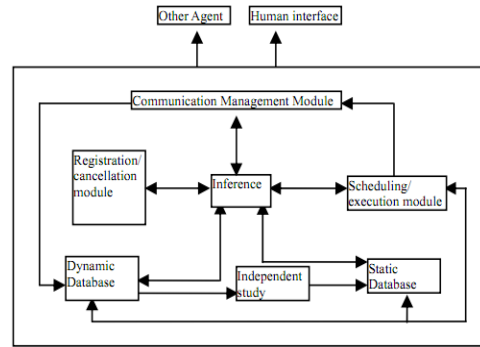 Other Agent
Human interface
Communication Management Module
Registration/
cancellation
module
Inference
Scheduling/
execution module
Dynamic
Database
Independent
study
Static
Database